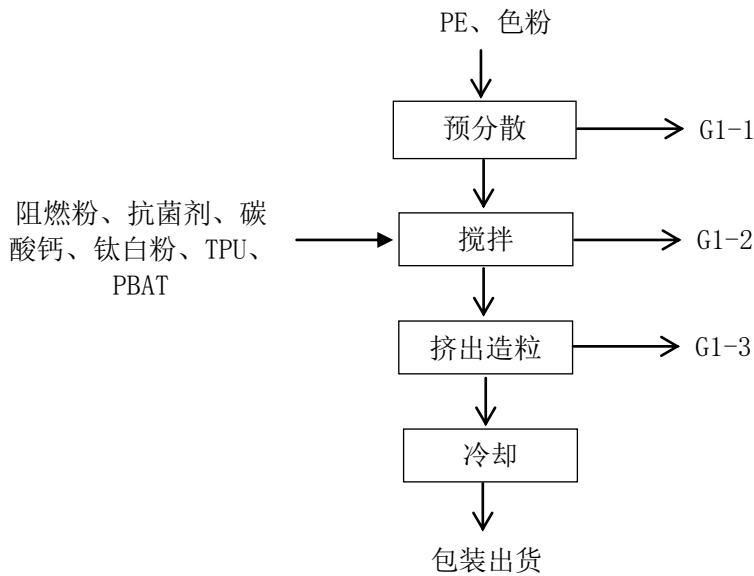 PE、色粉
预分散
G1-1
阻燃粉、抗菌剂、碳
酸钙、钛白粉、TPU、
PBAT
搅拌
G1-2
挤出造粒
G1-3
冷却
包装出货